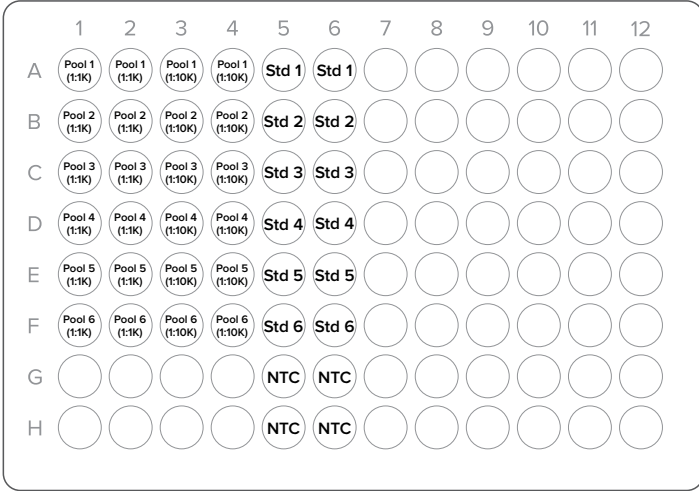 1 2 3 4 5 6 7 8 9 10 11 12
A Pool 1 Pool 1 Pool 1 Pool 1 Std 1 Std 1
(1:1K) (1:1K) (1:10K) (1:10K)
B Pool 2 Pool 2 Pool 2 Pool 2 Std 2 Std 2
(1:1K) (1:1K) (1:10K) (1:10K)
C Pool 3 Pool 3 Pool 3 Pool 3 Std 3 Std 3
(1:1K) (1:1K) (1:10K) (1:10K)
D Pool 4 Pool 4 Pool 4 Pool 4 Std 4 Std 4
(1:1K) (1:1K) (1:10K) (1:10K)
E Pool 5 Pool 5 Pool 5 Pool 5 Std 5 Std 5
(1:1K) (1:1K) (1:10K) (1:10K)
F Pool 6 Pool 6 Pool 6 Pool 6 Std 6 Std 6
(1:1K) (1:1K) (1:10K) (1:10K)
G NTC NTC
H NTC NTC